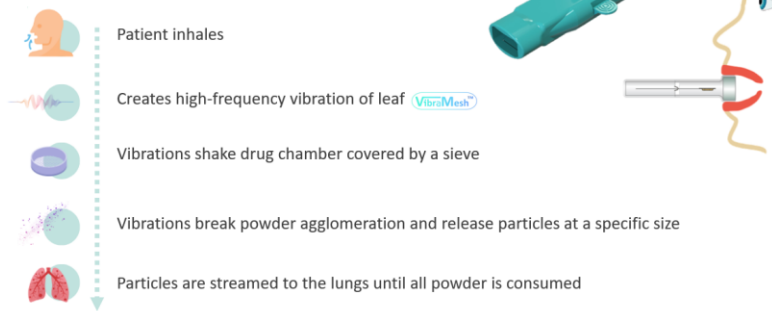 Patient inhales
Creates high-frequency vibration of leaf VibraMesh™
Vibrations shake drug chamber covered by a sieve
Vibrations break powder agglomeration and release particles at a specific size
Particles are streamed to the lungs until all powder is consumed